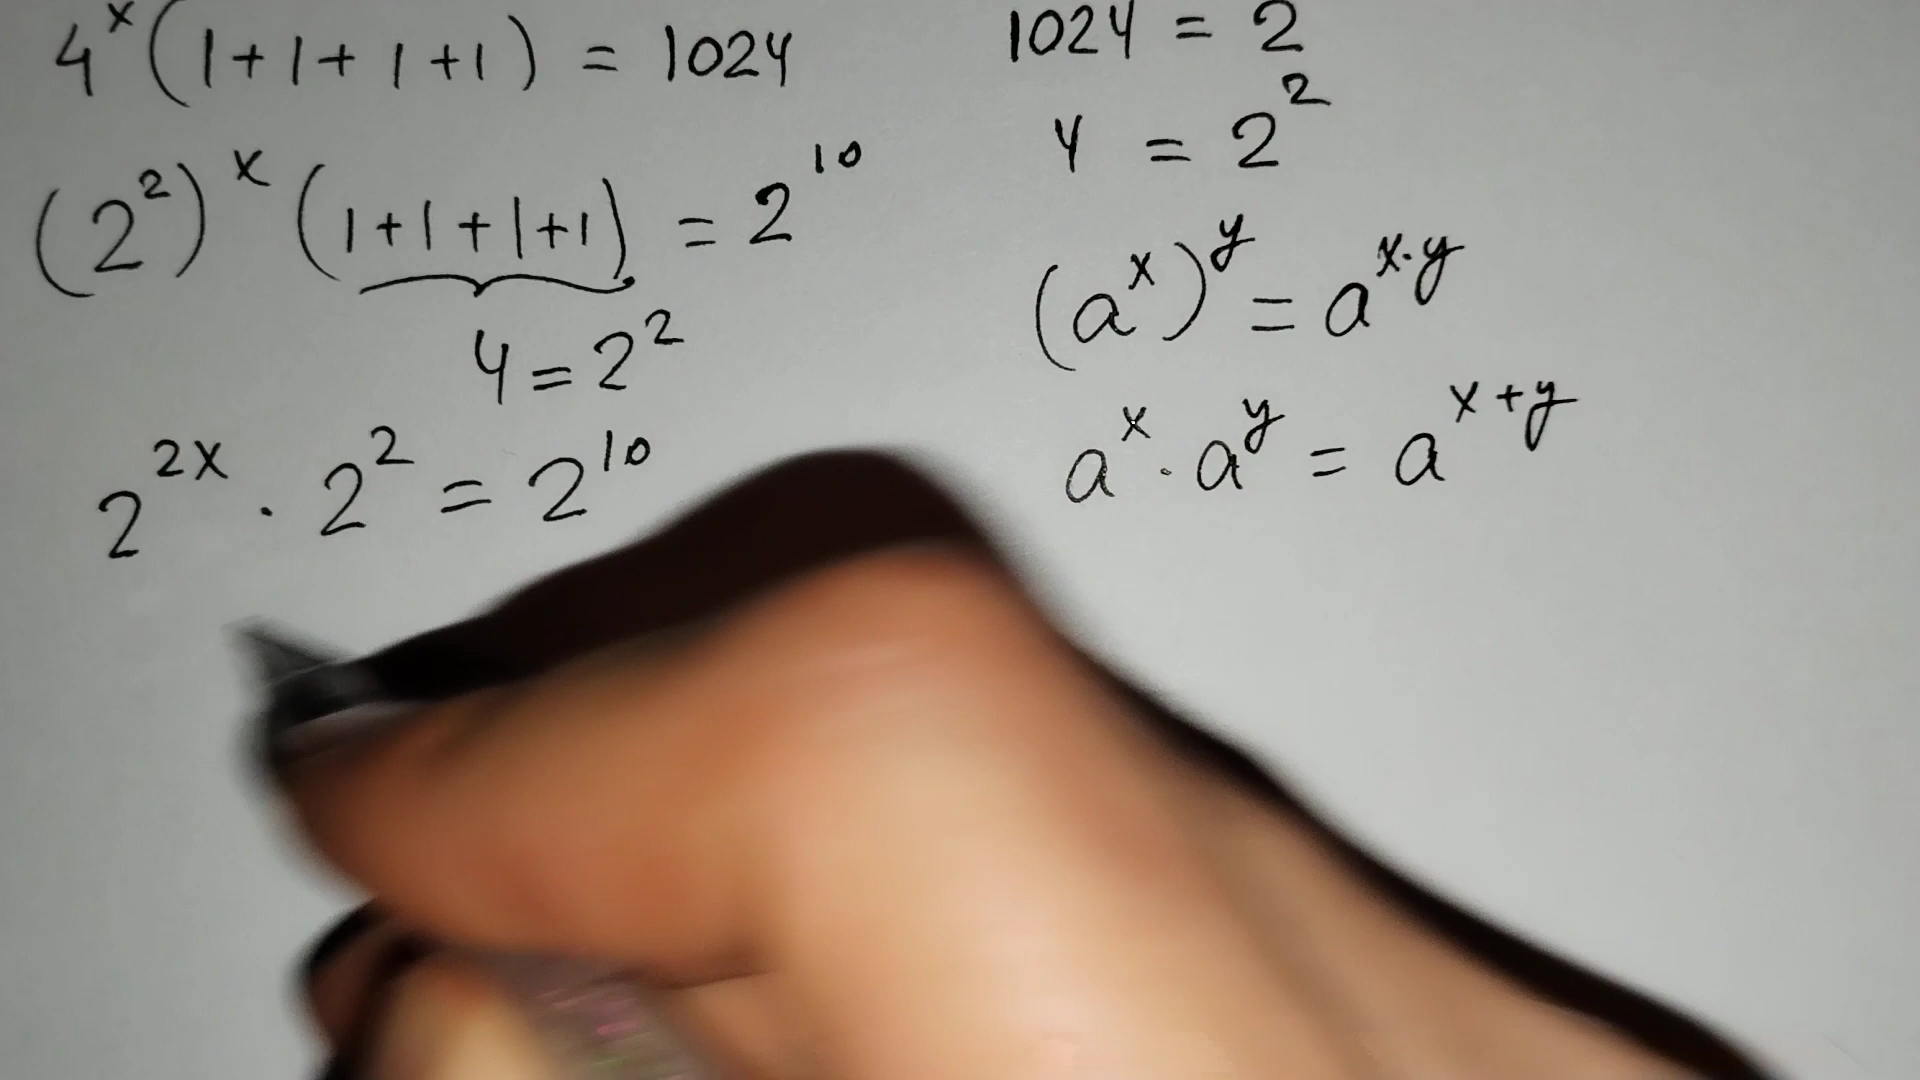 4^x (1+1+1+1) = 1024
(2^2)^x (1+1+1+1) = 2^10
4 = 2^2
2^2x · 2^2 = 2^10
1024 = 2
4 = 2^2
(a^x)^y = a^x·y
a^x · a^y = a^x+y